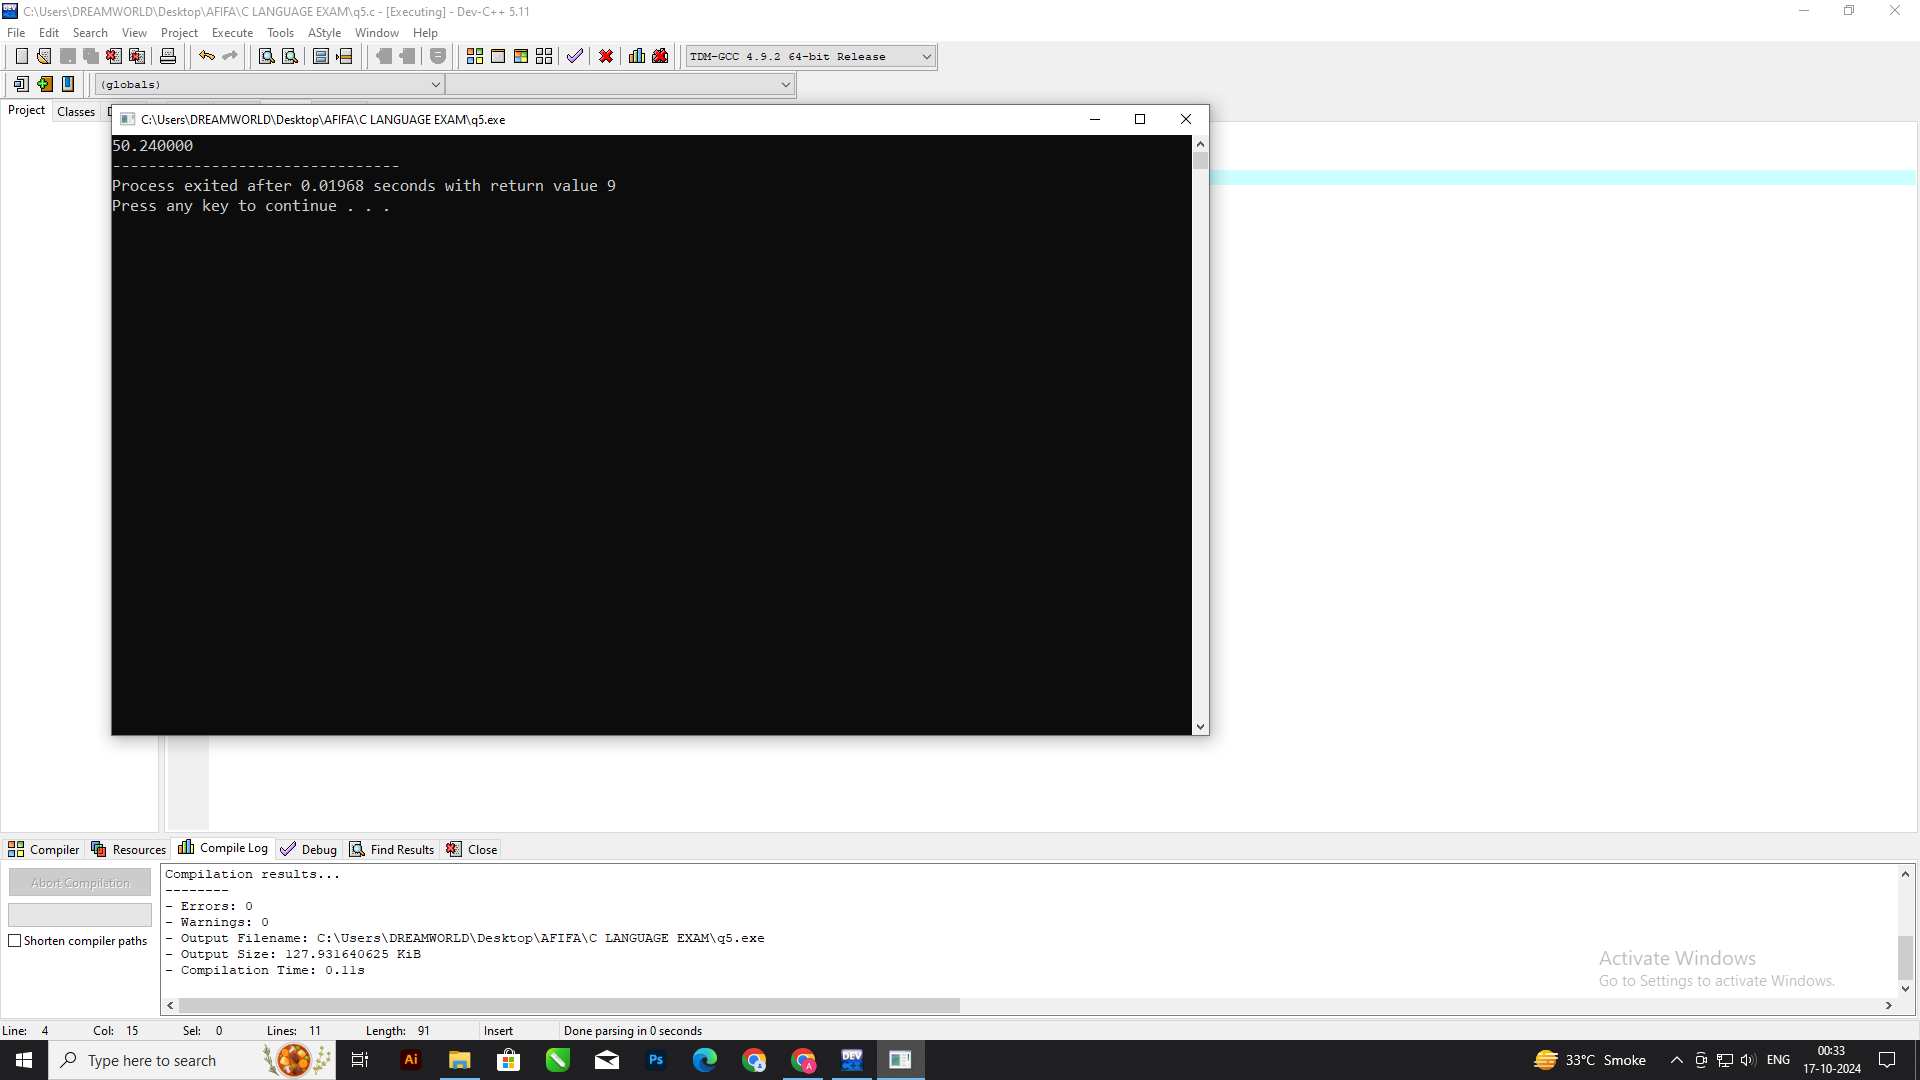 C:\Users\DREAMWORLD\Desktop\AFIFA\C LANGUAGE EXAM\q5.c - [Executing] - Dev-C++ 5.11
File Edit Search View Project Execute Tools AStyle Window Help
TDM-GCC 4.9.2 64-bit Release
(globals)
Project Classes
C:\Users\DREAMWORLD\Desktop\AFIFA\C LANGUAGE EXAM\q5.exe
50.240000
--------------------------------
Process exited after 0.01968 seconds with return value 9
Press any key to continue . . .
Compiler Resources Compile Log Debug Find Results Close
Abort Compilation
Shorten compiler paths
Compilation results...
--------
- Errors: 0
- Warnings: 0
- Output Filename: C:\Users\DREAMWORLD\Desktop\AFIFA\C LANGUAGE EXAM\q5.exe
- Output Size: 127.931640625 KiB
- Compilation Time: 0.11s
Activate Windows
Go to Settings to activate Windows.
Line: 4 Col: 15 Sel: 0 Lines: 11 Length: 91 Insert Done parsing in 0 seconds
Type here to search
Ai
Ps
DEV
33°C Smoke
ENG
00:33
17-10-2024